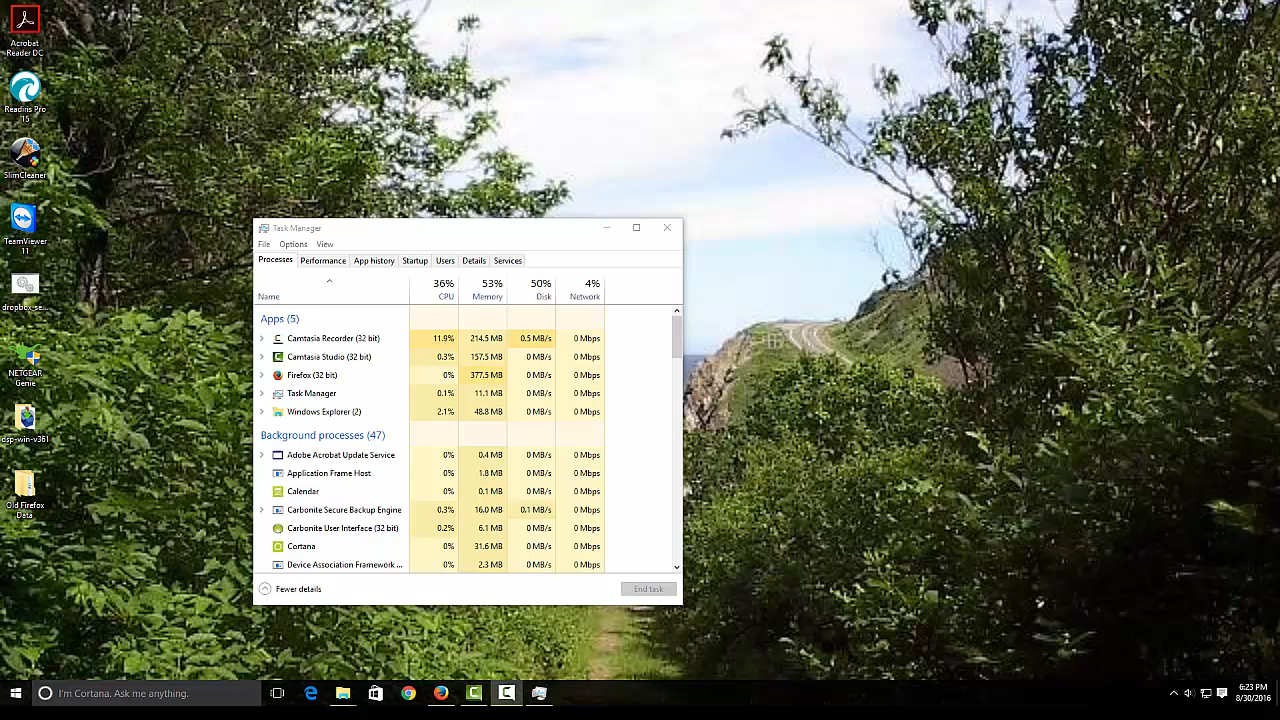 Acrobat
Reader DC
Readiris Pro
15
SlimCleaner
TeamViewer
11
dropbox-se...
NETGEAR
Genie
dsp-win-v361
Old Firefox
Data
Task Manager
File Options View
Processes Performance App history Startup Users Details Services
36% 53% 50% 4%
Name CPU Memory Disk Network
Apps (5)
Camtasia Recorder (32 bit) 11.9% 214.5 MB 0.5 MB/s 0 Mbps
Camtasia Studio (32 bit) 0.3% 157.5 MB 0 MB/s 0 Mbps
Firefox (32 bit) 0% 377.5 MB 0 MB/s 0 Mbps
Task Manager 0.1% 11.1 MB 0 MB/s 0 Mbps
Windows Explorer (2) 2.1% 48.8 MB 0 MB/s 0 Mbps
Background processes (47)
Adobe Acrobat Update Service 0% 0.4 MB 0 MB/s 0 Mbps
Application Frame Host 0% 1.8 MB 0 MB/s 0 Mbps
Calendar 0% 0.1 MB 0 MB/s 0 Mbps
Carbonite Secure Backup Engine 0.3% 16.0 MB 0.1 MB/s 0 Mbps
Carbonite User Interface (32 bit) 0.2% 6.1 MB 0 MB/s 0 Mbps
Cortana 0% 31.6 MB 0 MB/s 0 Mbps
Device Association Framework ... 0% 2.3 MB 0 MB/s 0 Mbps
Fewer details End task
I'm Cortana. Ask me anything.
6:23 PM
8/30/2016